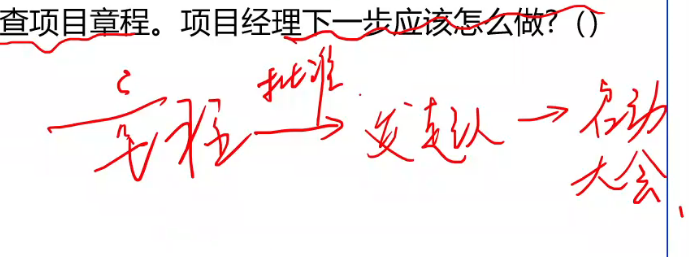 查项目章程。项目经理下一步应该怎么做？（）
批准
章程 → 发起人 → 启动
大会